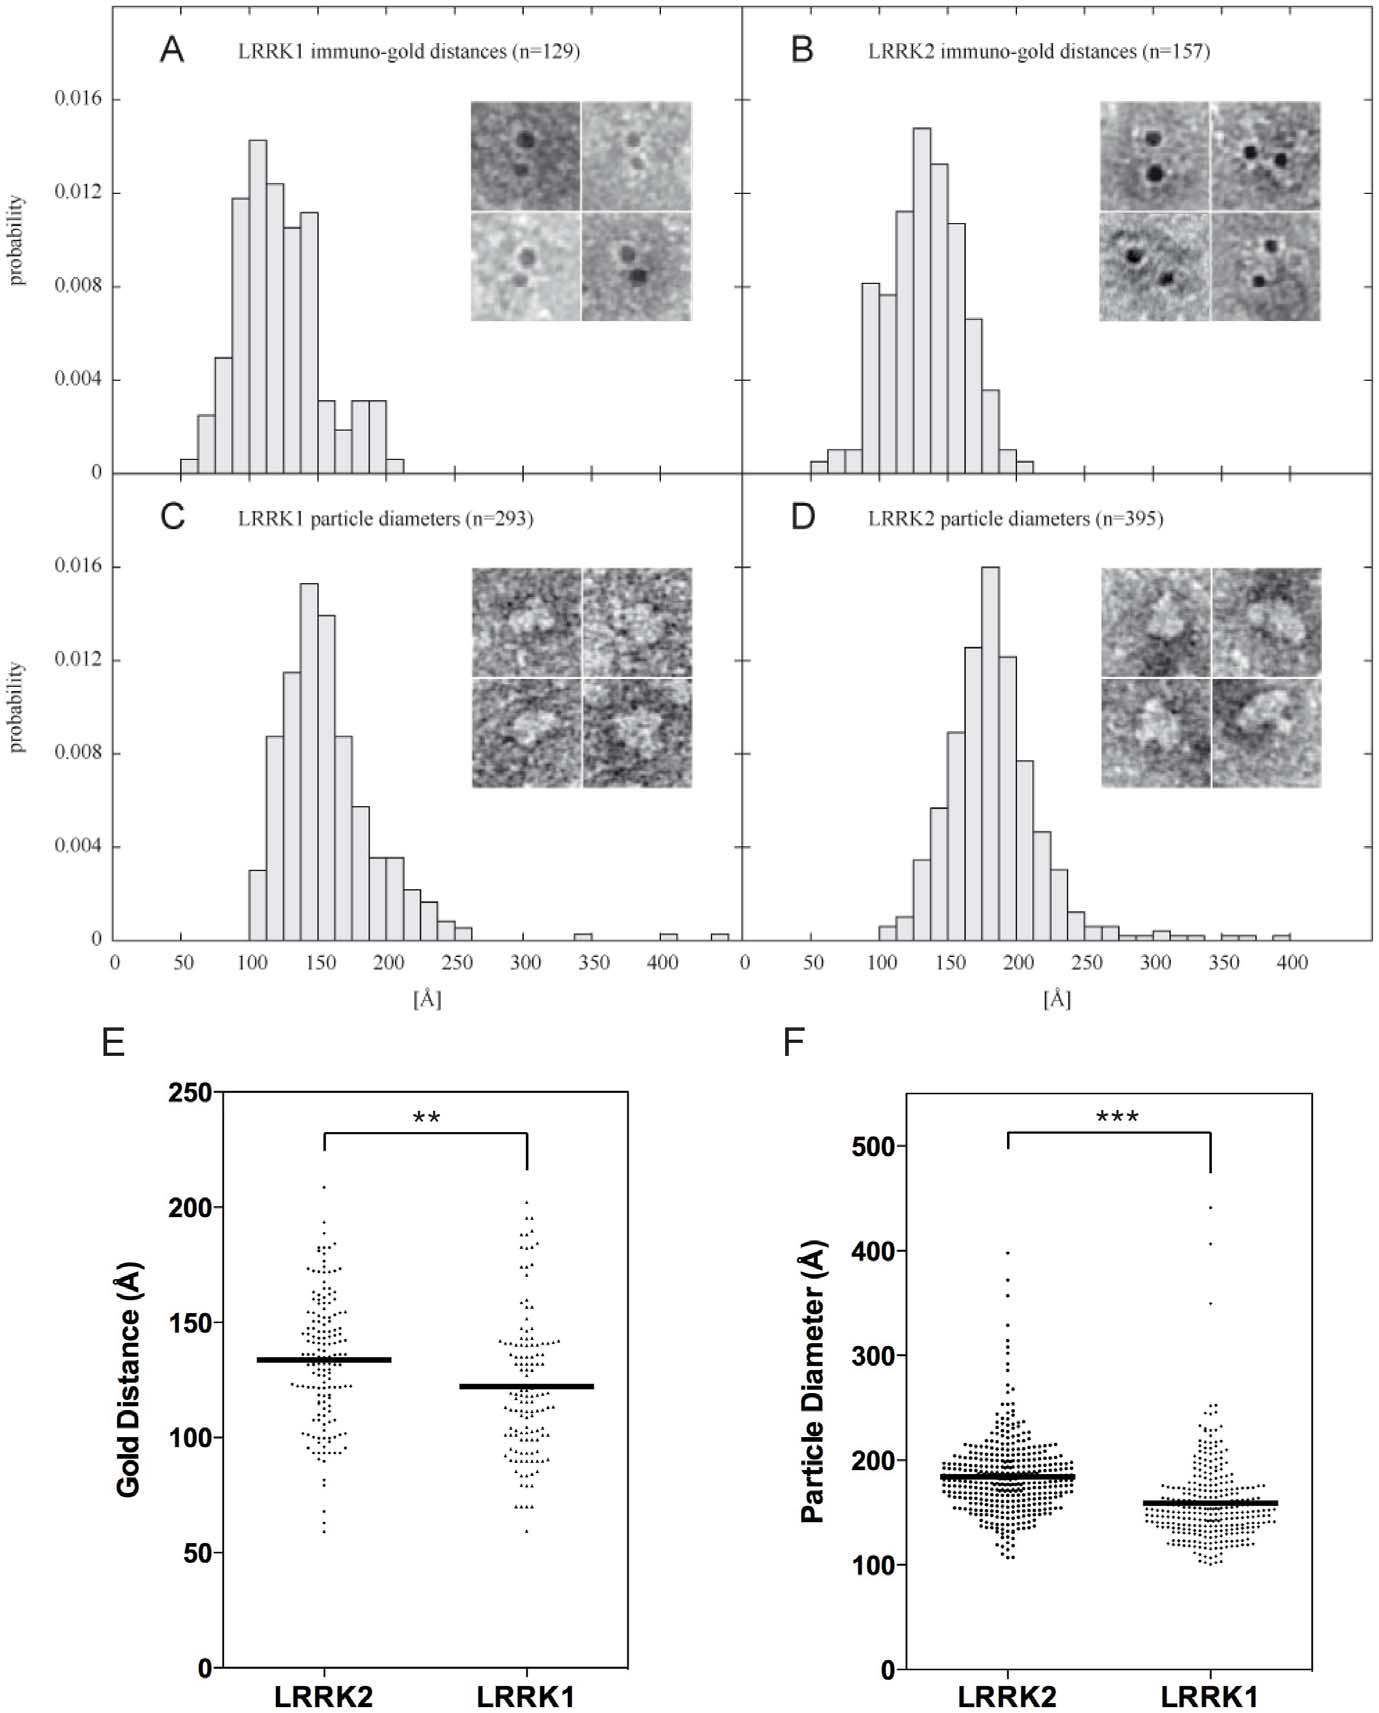 A LRRK1 immuno-gold distances (n=129)
B LRRK2 immuno-gold distances (n=157)
probability
0.016
0.012
0.008
0.004
0
C LRRK1 particle diameters (n=293)
D LRRK2 particle diameters (n=395)
probability
0.016
0.012
0.008
0.004
0
0 50 100 150 200 250 300 350 400
0 50 100 150 200 250 300 350 400
[Å]
[Å]
E
Gold Distance (Å)
250
200
150
100
50
0
**
LRRK2 LRRK1
F
Particle Diameter (Å)
500
400
300
200
100
0
***
LRRK2 LRRK1